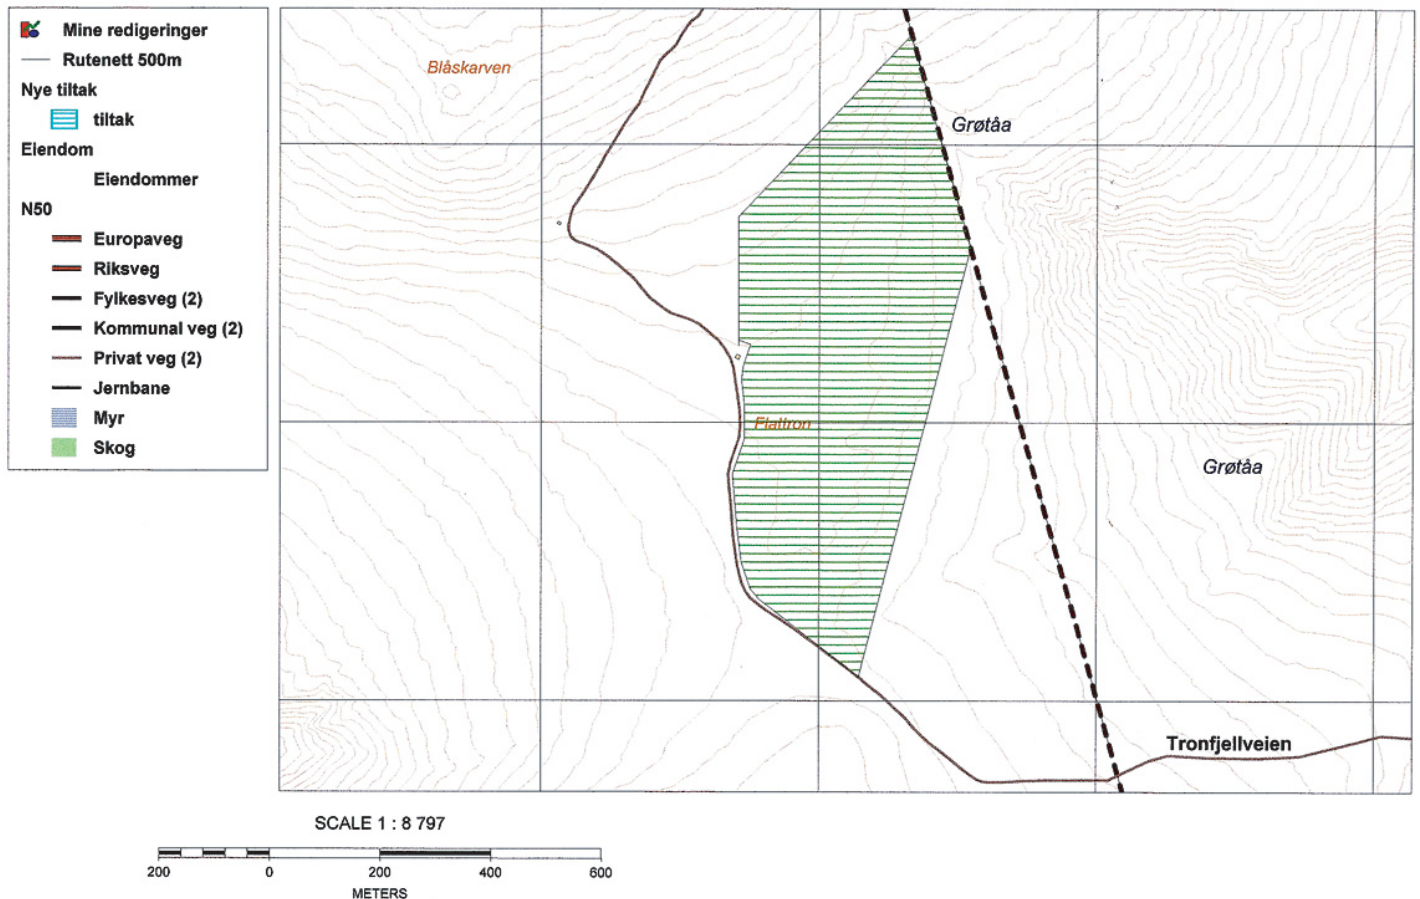 Mine redigeringer
Rutenett 500m
Nye tiltak
tiltak
Eiendom
Eiendommer
N50
Europaveg
Riksveg
Fylkesveg (2)
Kommunal veg (2)
Privat veg (2)
Jernbane
Myr
Skog
Blåskarven
Grøtåa
Flattron
Grøtåa
Tronfjellveien
SCALE 1 : 8 797
200 0 200 400 600
METERS